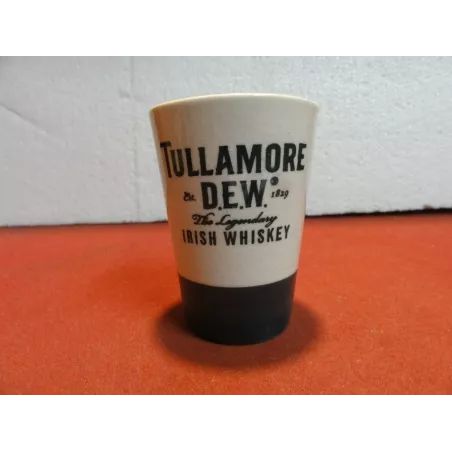 TULLAMORE
Est. D.E.W.® 1829
The Legendary
IRISH WHISKEY